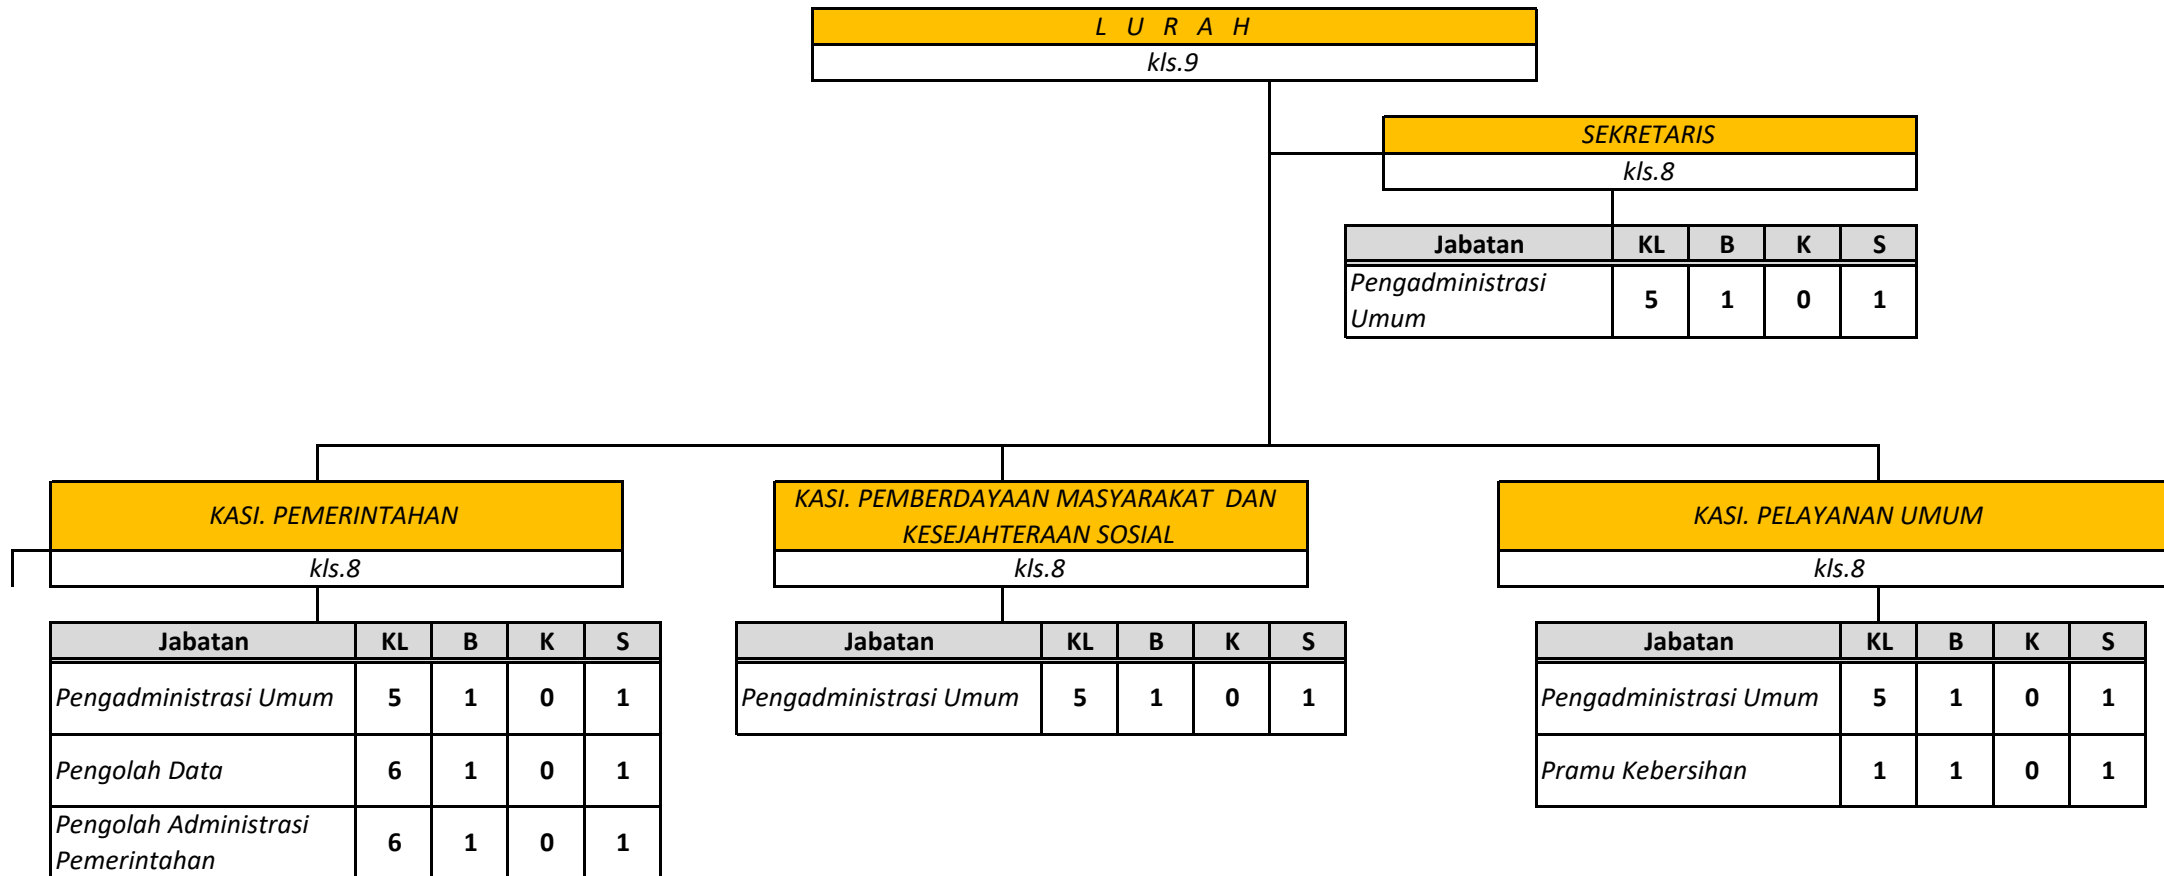 L U R A H
kls.9
SEKRETARIS
kls.8
Jabatan KL B K S
Pengadministrasi
Umum 5 1 0 1
KASI. PEMERINTAHAN
kls.8
Jabatan KL B K S
Pengadministrasi Umum 5 1 0 1
Pengolah Data 6 1 0 1
Pengolah Administrasi
Pemerintahan 6 1 0 1
KASI. PEMBERDAYAAN MASYARAKAT DAN
KESEJAHTERAAN SOSIAL
kls.8
Jabatan KL B K S
Pengadministrasi Umum 5 1 0 1
KASI. PELAYANAN UMUM
kls.8
Jabatan KL B K S
Pengadministrasi Umum 5 1 0 1
Pramu Kebersihan 1 1 0 1